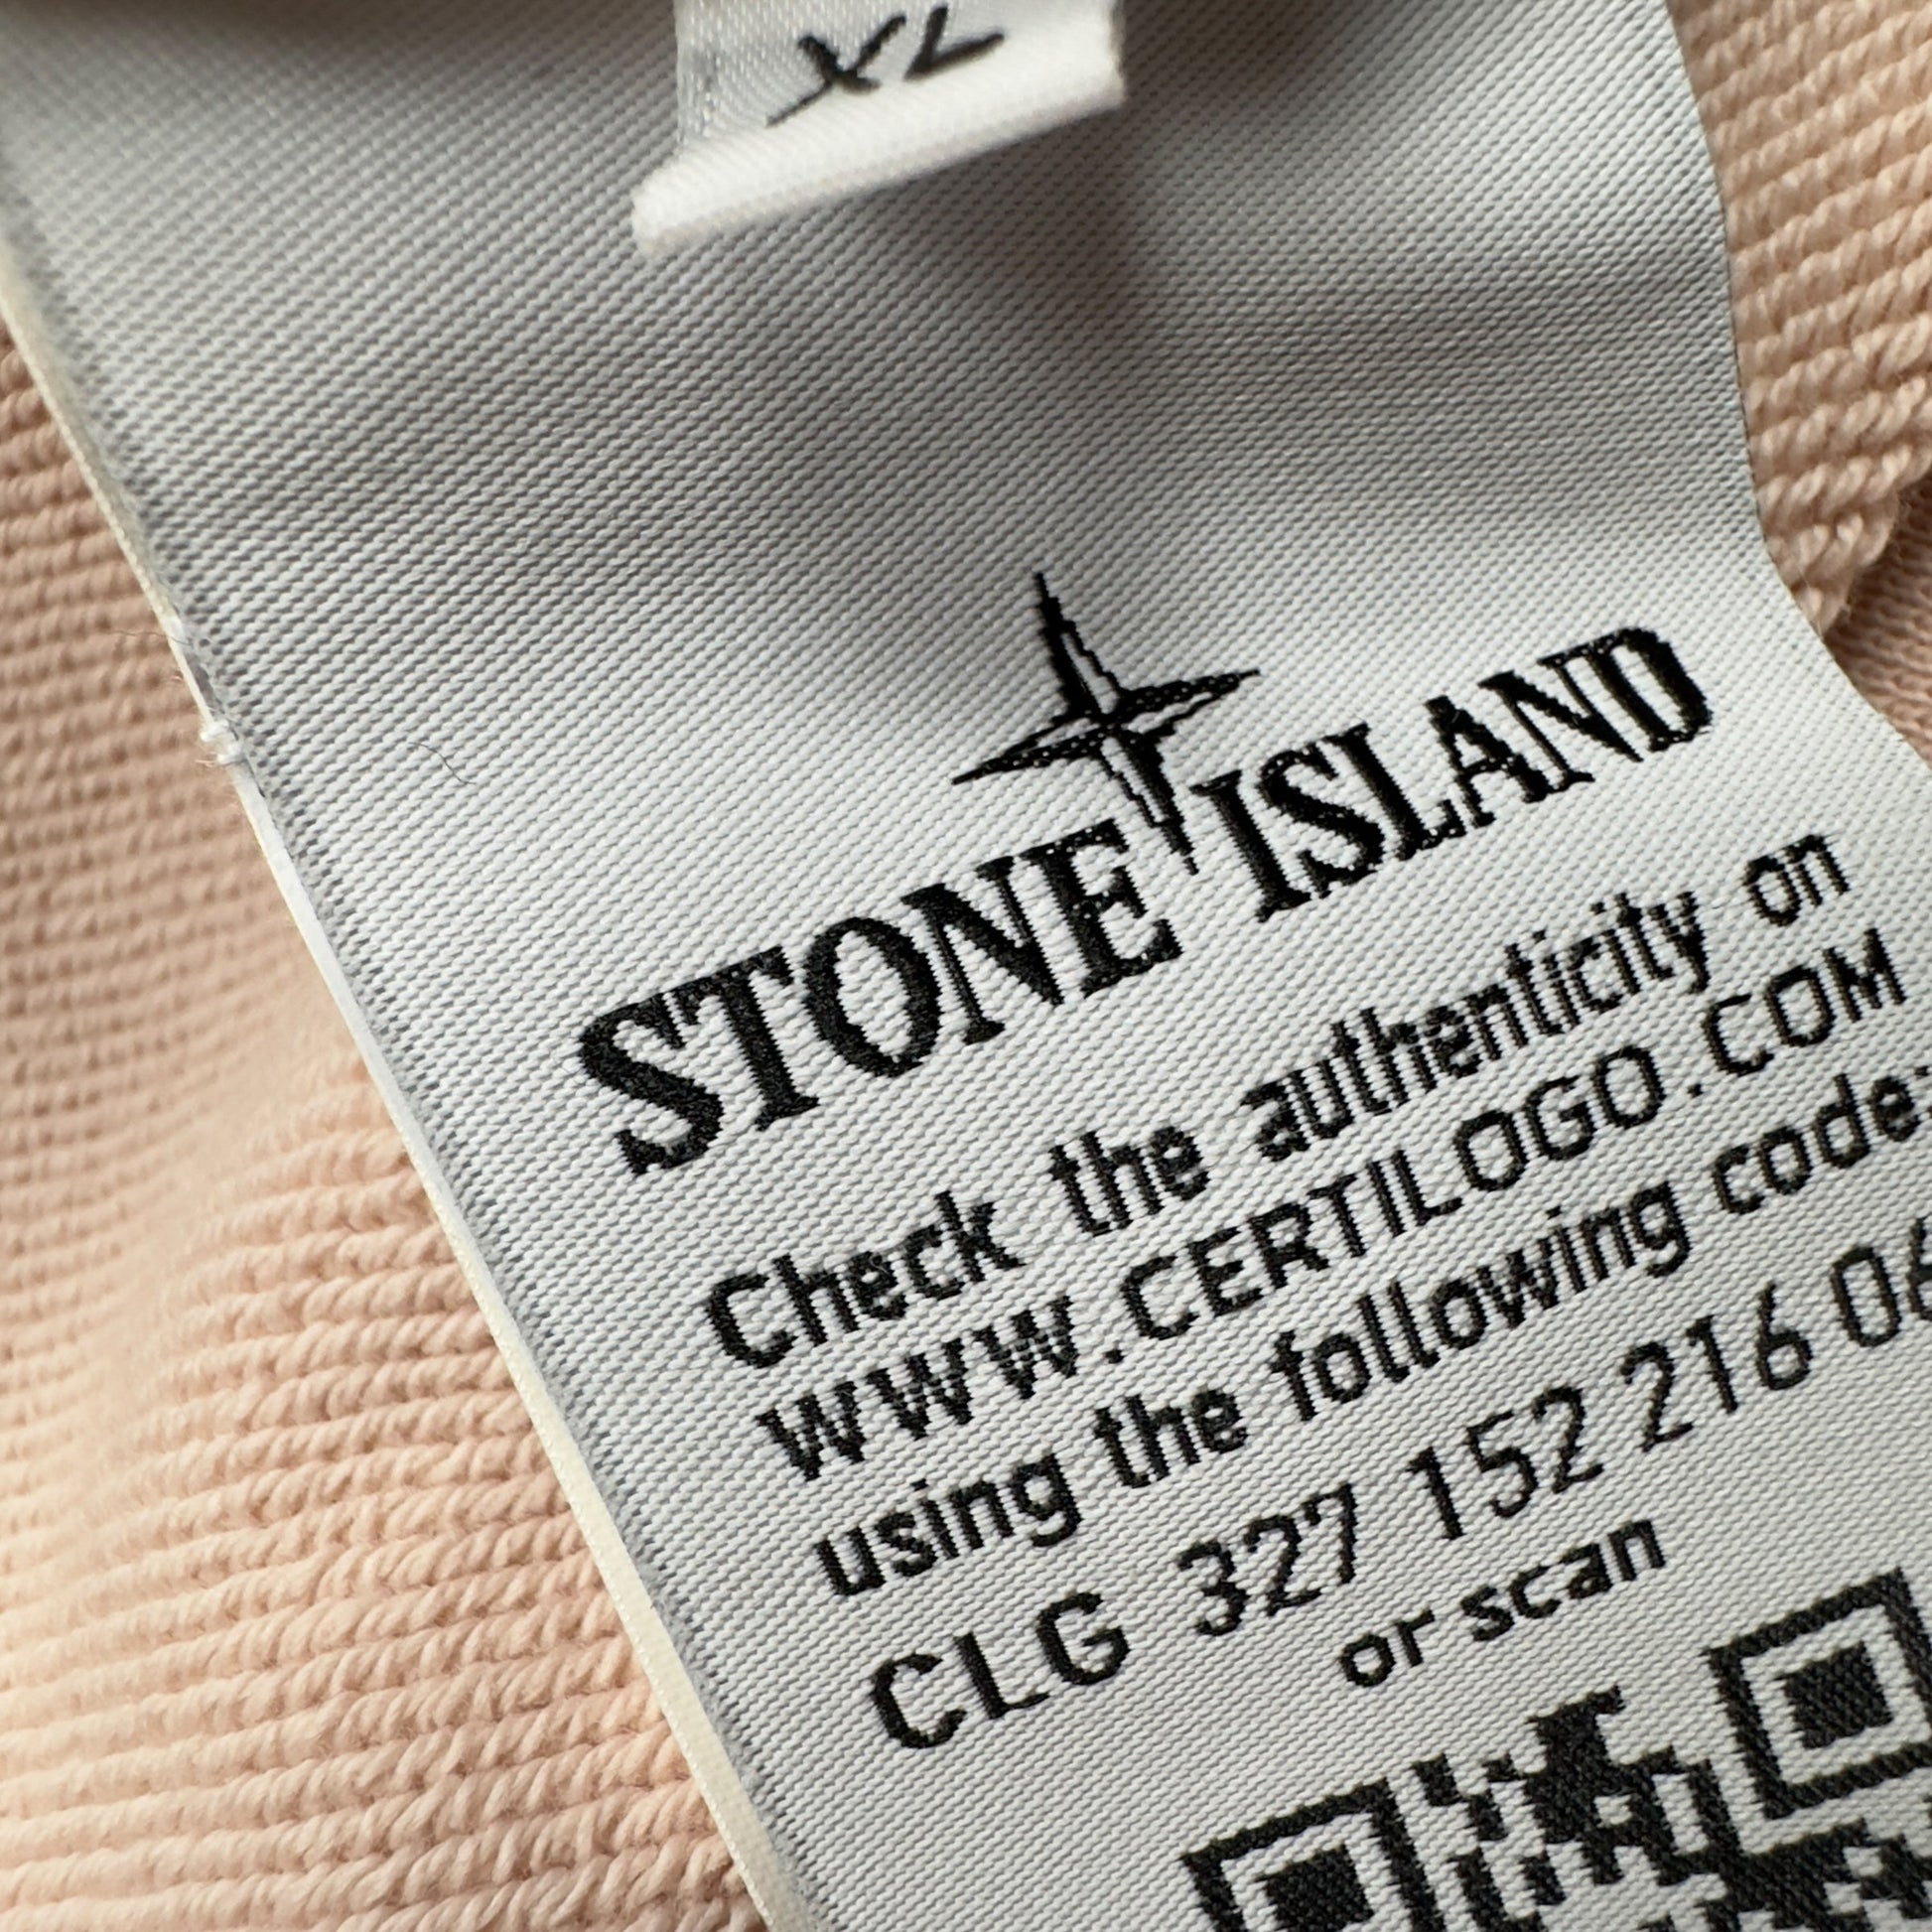 XL
STONE ISLAND
Check the authenticity on
WWW.CERTILOGO.COM
using the following code:
CLG 327 152 216 06
or scan